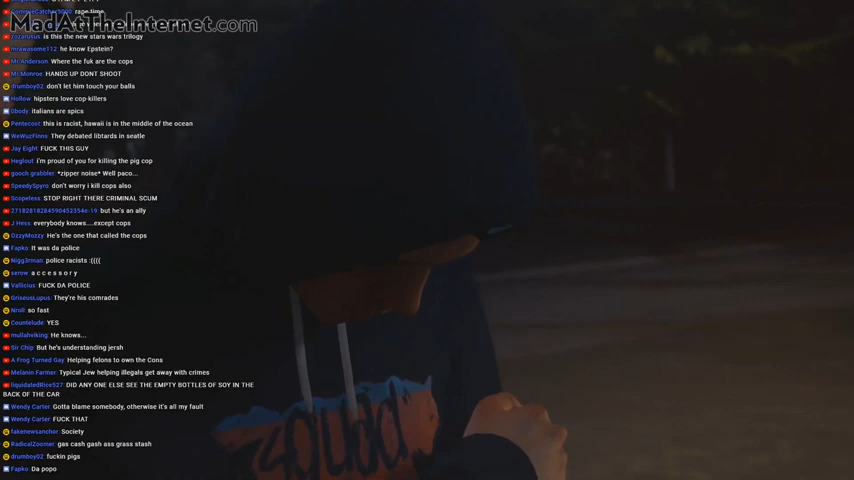 MadAtTheInternet.com
CommieCatcher5000 rape time
zozarusus: is this the new stars wars trilogy
mrawasome112: he know Epstein?
Mr.Anderson: Where the fuk are the cops
Mr.Monroe: HANDS UP DONT SHOOT
drumboy02: don't let him touch your balls
Hollow: hipsters love cop-killers
0body: italians are spics
Pentecost: this is racist, hawaii is in the middle of the ocean
WeWuzFinns: They debated libtards in seatle
Jay Eight: FUCK THIS GUY
Heglout: i'm proud of you for killing the pig cop
gooch grabbler: *zipper noise* Well paco...
SpeedySpyro: don't worry i kill cops also
Scopeless: STOP RIGHT THERE CRIMINAL SCUM
27182818284590452354e-19: but he's an ally
J Hess: everybody knows....except cops
OzzyMozzy: He's the one that called the cops
Fapko: It was da police
Nigg3rman: police racists :((((
serow: a c c e s s o r y
Vallicius: FUCK DA POLICE
GriseusLupus: They're his comrades
Nroll: so fast
Countelude: YES
mullahviking: He knows...
Sir Chip: But he's understanding jersh
A Frog Turned Gay: Helping felons to own the Cons
Melanin Farmer: Typical Jew helping illegals get away with crimes
liquidatedRice527: DID ANY ONE ELSE SEE THE EMPTY BOTTLES OF SOY IN THE
BACK OF THE CAR
Wendy Carter: Gotta blame somebody, otherwise it's all my fault
Wendy Carter: FUCK THAT
fakenewsanchor: Society
RadicalZoomer: gas cash gash ass grass stash
drumboy02: fuckin pigs
Fapko: Da popo
squad